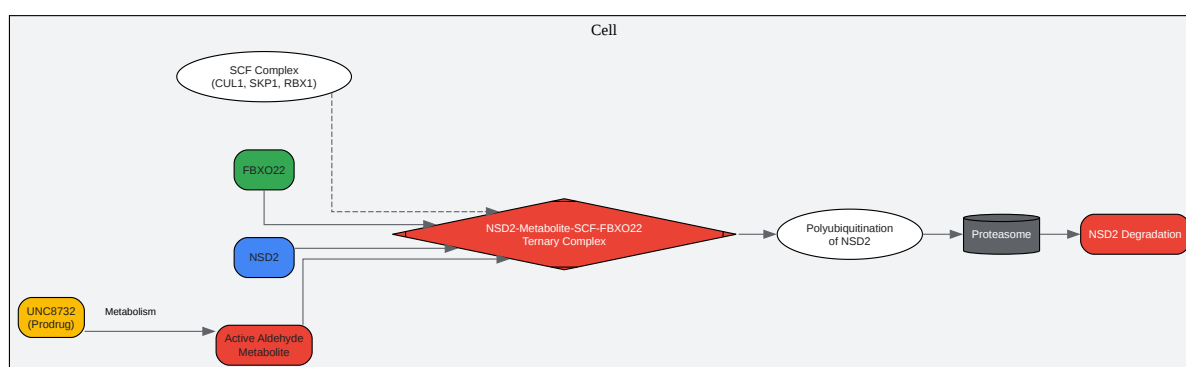 Cell
SCF Complex
(CUL1, SKP1, RBX1)
FBXO22
NSD2-Metabolite-SCF-FBXO22
Ternary Complex
Polyubiquitination
of NSD2
Proteasome
NSD2 Degradation
NSD2
UNC8732
(Prodrug)
Metabolism
Active Aldehyde
Metabolite